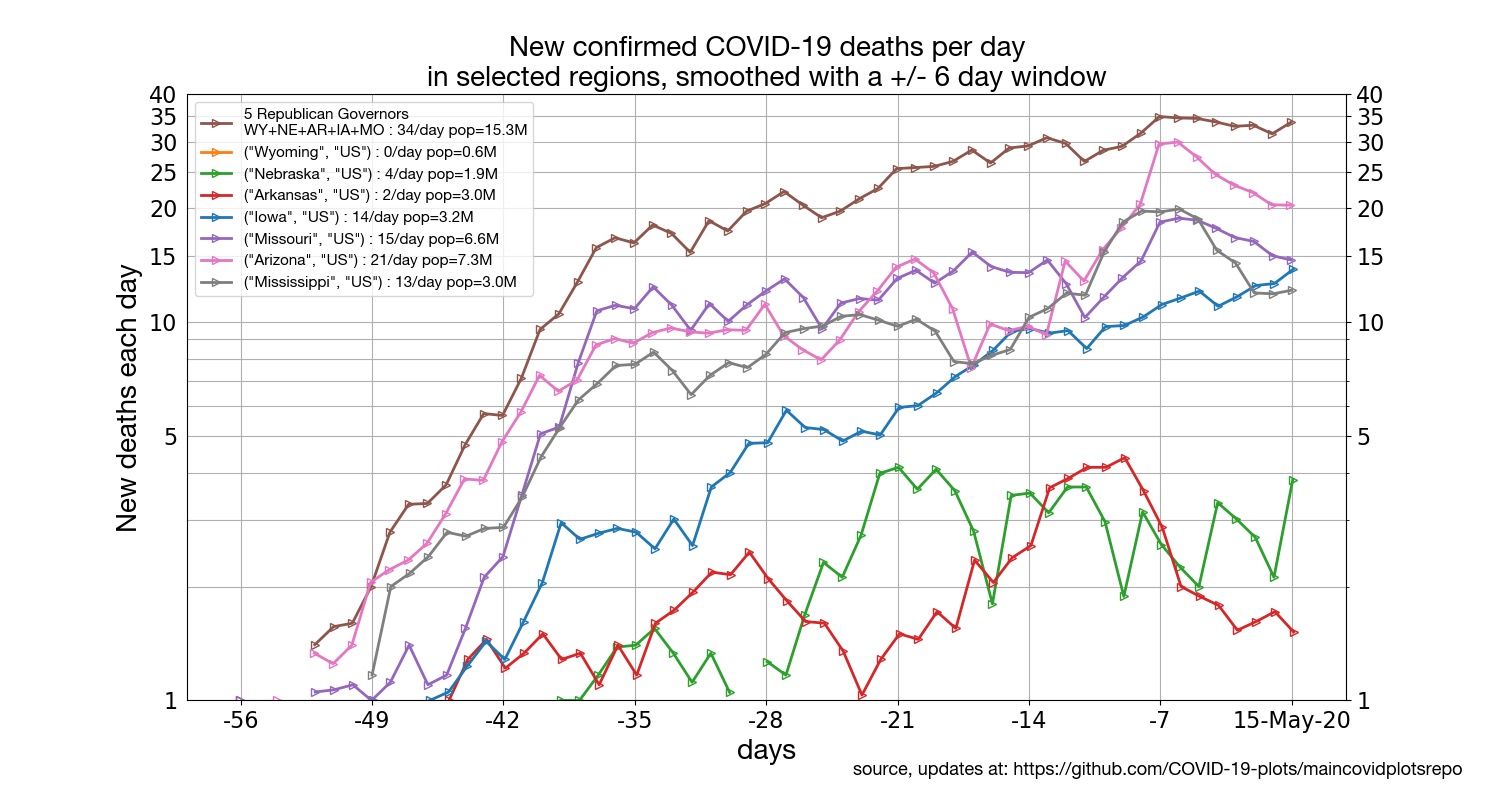 New confirmed COVID-19 deaths per day
in selected regions, smoothed with a +/- 6 day window
40
35
30
25
20
15
10
5
1
New deaths each day
5 Republican Governors
WY+NE+AR+IA+MO : 34/day pop=15.3M
("Wyoming", "US") : 0/day pop=0.6M
("Nebraska", "US") : 4/day pop=1.9M
("Arkansas", "US") : 2/day pop=3.0M
("Iowa", "US") : 14/day pop=3.2M
("Missouri", "US") : 15/day pop=6.6M
("Arizona", "US") : 21/day pop=7.3M
("Mississippi", "US") : 13/day pop=3.0M
40
35
30
25
20
15
10
5
1
-56 -49 -42 -35 -28 -21 -14 -7 15-May-20
days
source, updates at: https://github.com/COVID-19-plots/maincovidplotsrepo